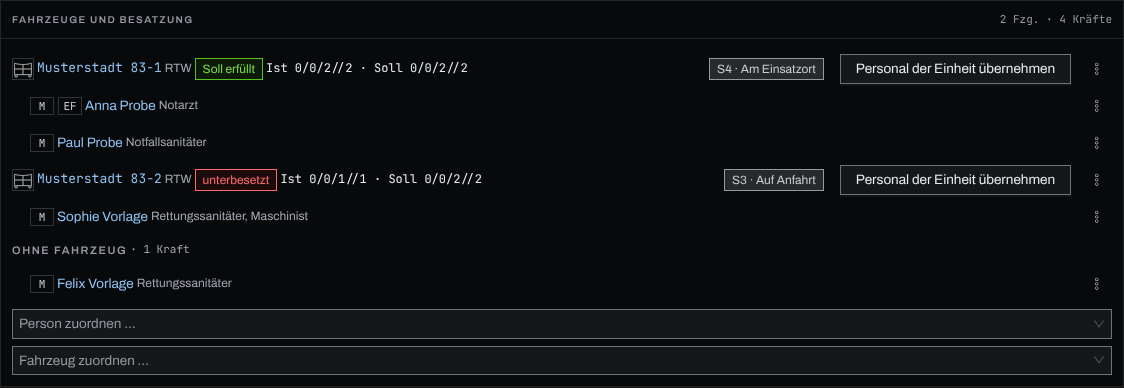 FAHRZEUGE UND BESATZUNG 2 Fzg. · 4 Kräfte
Musterstadt 83-1 RTW Soll erfüllt Ist 0/0/2//2 · Soll 0/0/2//2 S4 · Am Einsatzort Personal der Einheit übernehmen
M EF Anna Probe Notarzt
M Paul Probe Notfallsanitäter
Musterstadt 83-2 RTW unterbesetzt Ist 0/0/1//1 · Soll 0/0/2//2 S3 · Auf Anfahrt Personal der Einheit übernehmen
M Sophie Vorlage Rettungssanitäter, Maschinist
OHNE FAHRZEUG · 1 Kraft
M Felix Vorlage Rettungssanitäter
Person zuordnen ...
Fahrzeug zuordnen ...